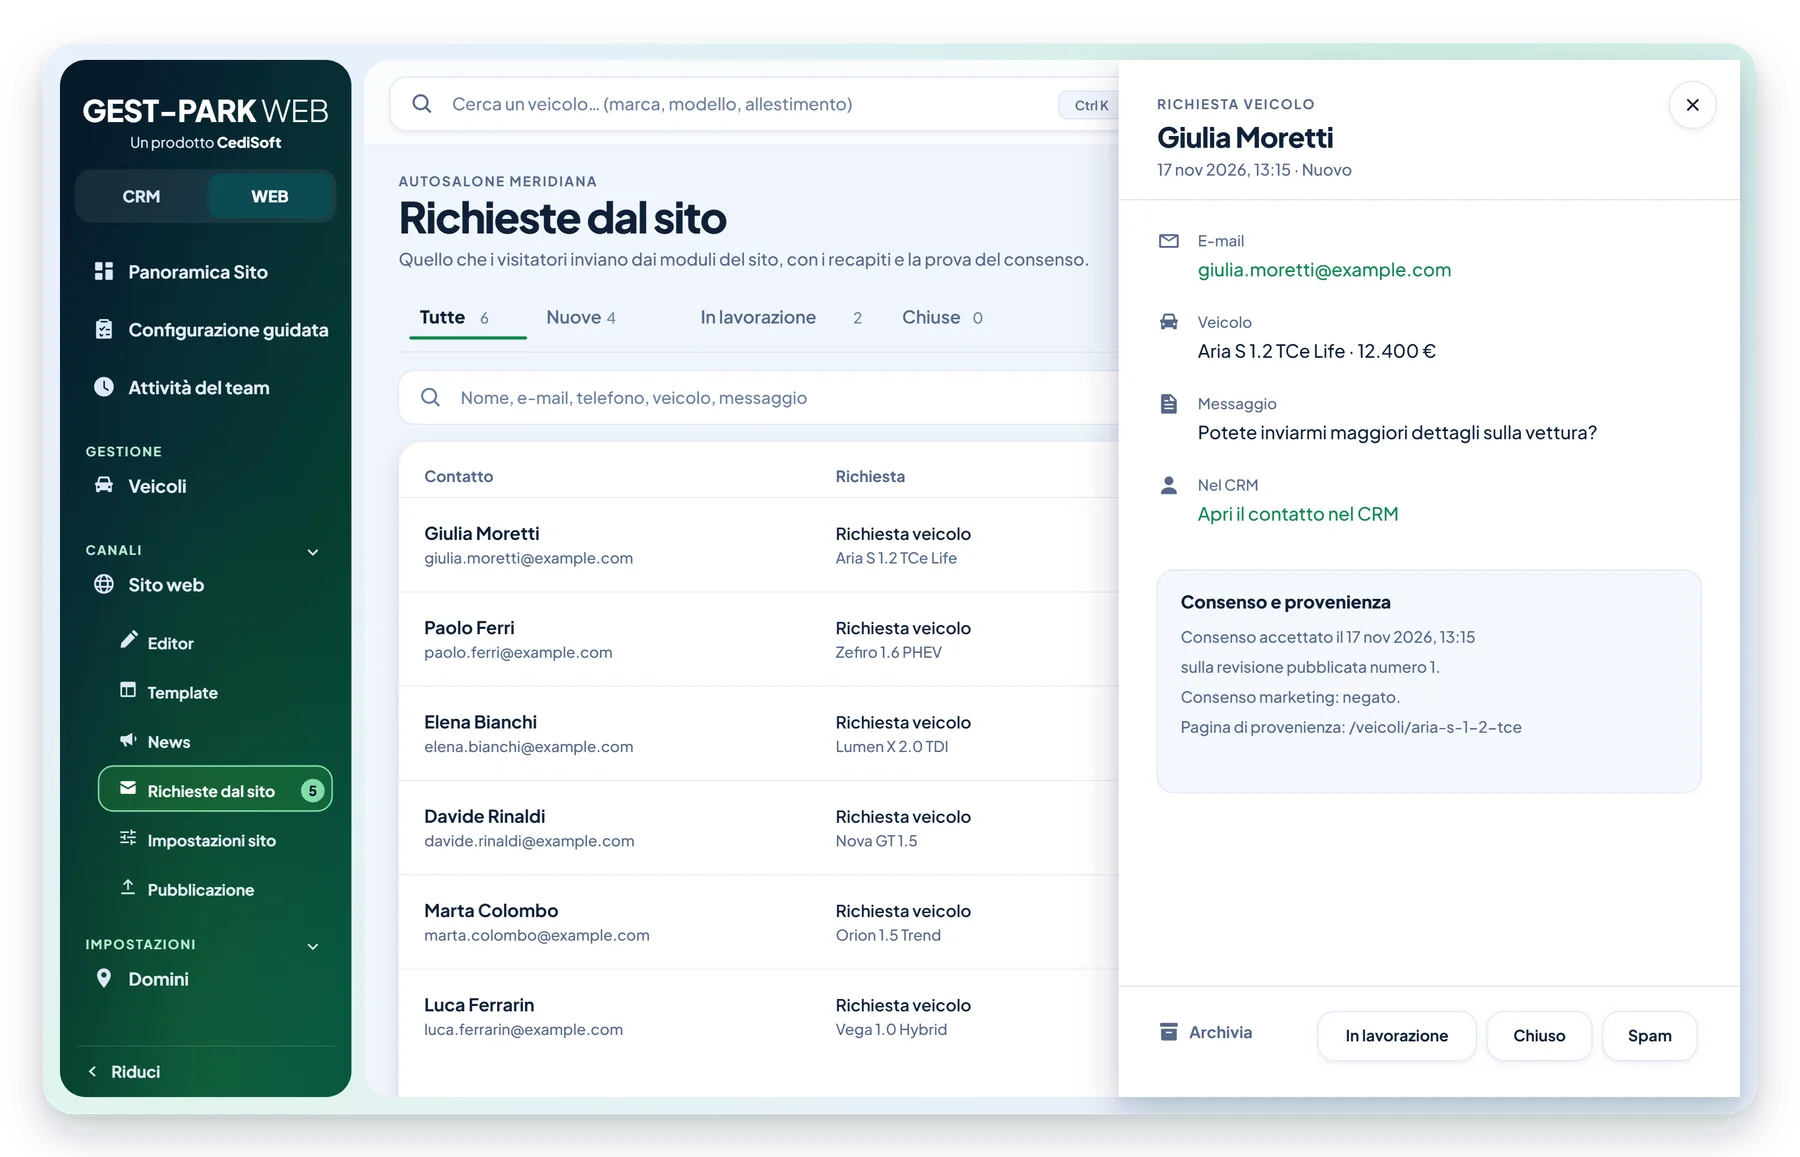 GEST-PARK WEB
Un prodotto CediSoft
CRM
WEB
Panoramica Sito
Configurazione guidata
Attività del team
GESTIONE
Veicoli
CANALI
Sito web
Editor
Template
News
Richieste dal sito 5
Impostazioni sito
Pubblicazione
IMPOSTAZIONI
Domini
Riduci
Cerca un veicolo... (marca, modello, allestimento)
Ctrl K
AUTOSALONE MERIDIANA
Richieste dal sito
Quello che i visitatori inviano dai moduli del sito, con i recapiti e la prova del consenso.
Tutte 6
Nuove 4
In lavorazione 2
Chiuse 0
Nome, e-mail, telefono, veicolo, messaggio
Contatto
Richiesta
Giulia Moretti
giulia.moretti@example.com
Richiesta veicolo
Aria S 1.2 TCe Life
Paolo Ferri
paolo.ferri@example.com
Richiesta veicolo
Zefiro 1.6 PHEV
Elena Bianchi
elena.bianchi@example.com
Richiesta veicolo
Lumen X 2.0 TDI
Davide Rinaldi
davide.rinaldi@example.com
Richiesta veicolo
Nova GT 1.5
Marta Colombo
marta.colombo@example.com
Richiesta veicolo
Orion 1.5 Trend
Luca Ferrarin
luca.ferrarin@example.com
Richiesta veicolo
Vega 1.0 Hybrid
RICHIESTA VEICOLO
Giulia Moretti
17 nov 2026, 13:15 · Nuovo
E-mail
giulia.moretti@example.com
Veicolo
Aria S 1.2 TCe Life · 12.400 €
Messaggio
Potete inviarmi maggiori dettagli sulla vettura?
Nel CRM
Apri il contatto nel CRM
Consenso e provenienza
Consenso accettato il 17 nov 2026, 13:15
sulla revisione pubblicata numero 1.
Consenso marketing: negato.
Pagina di provenienza: /veicoli/aria-s-1-2-tce
Archivia
In lavorazione
Chiuso
Spam